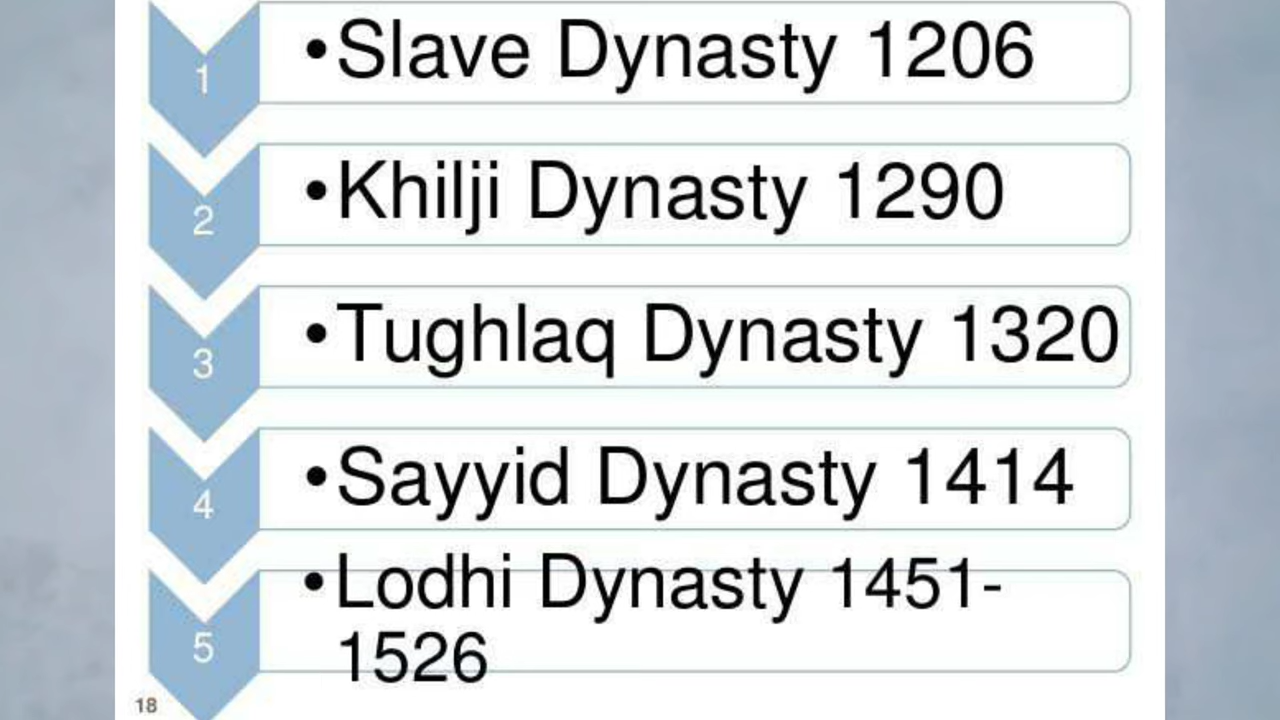 1
•Slave Dynasty 1206
2
•Khilji Dynasty 1290
3
•Tughlaq Dynasty 1320
4
•Sayyid Dynasty 1414
5
•Lodhi Dynasty 1451-
1526
18